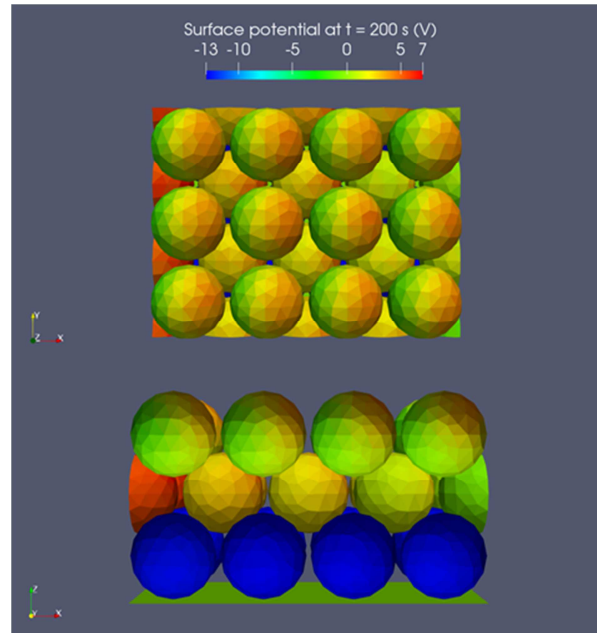 Surface potential at t = 200 s (V)
-13 -10 -5 0 5 7
Y
Z X
Z
Y X